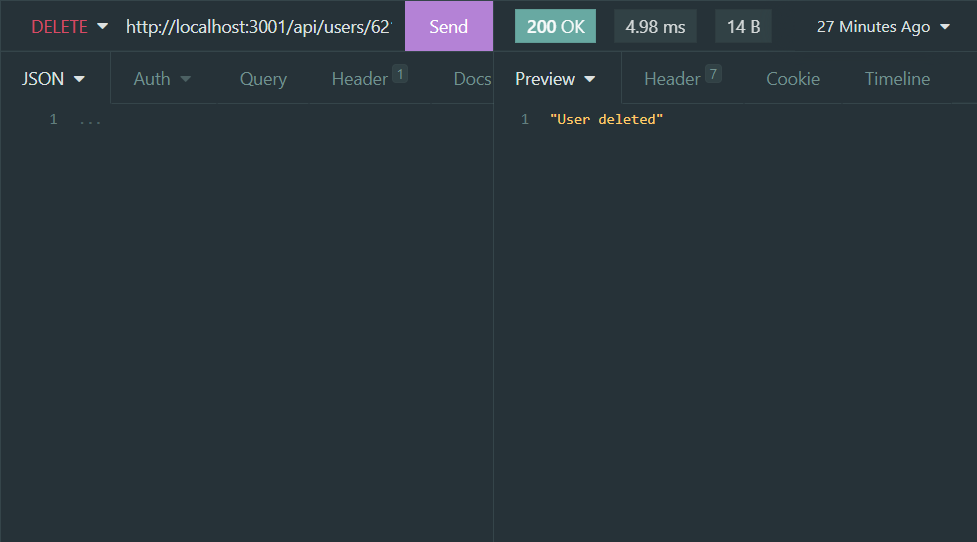 DELETE http://localhost:3001/api/users/62 Send 200 OK 4.98 ms 14 B 27 Minutes Ago
JSON Auth Query Header 1 Docs Preview Header 7 Cookie Timeline
1 ... 1 "User deleted"